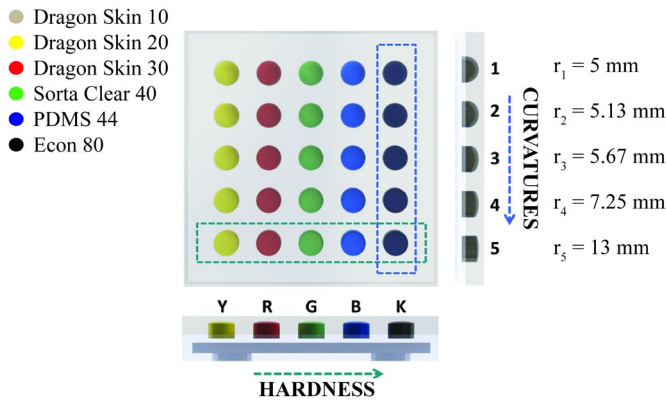 Dragon Skin 10
Dragon Skin 20
Dragon Skin 30
Sorta Clear 40
PDMS 44
Econ 80
1 r1 = 5 mm
2 r2 = 5.13 mm
3 r3 = 5.67 mm
4 r4 = 7.25 mm
5 r5 = 13 mm
CURVATURES
Y R G B K
HARDNESS